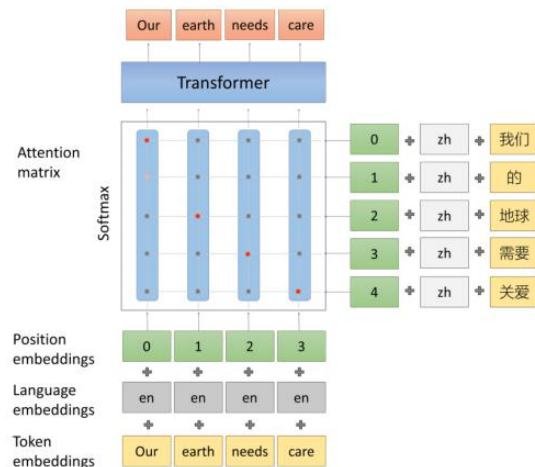 Our earth needs care
Transformer
Attention matrix
Softmax
0 + zh + 我们
1 + zh + 的
2 + zh + 地球
3 + zh + 需要
4 + zh + 关爱
Position embeddings
0 1 2 3
+ + + +
Language embeddings
en en en en
+ + + +
Token embeddings
Our earth needs care